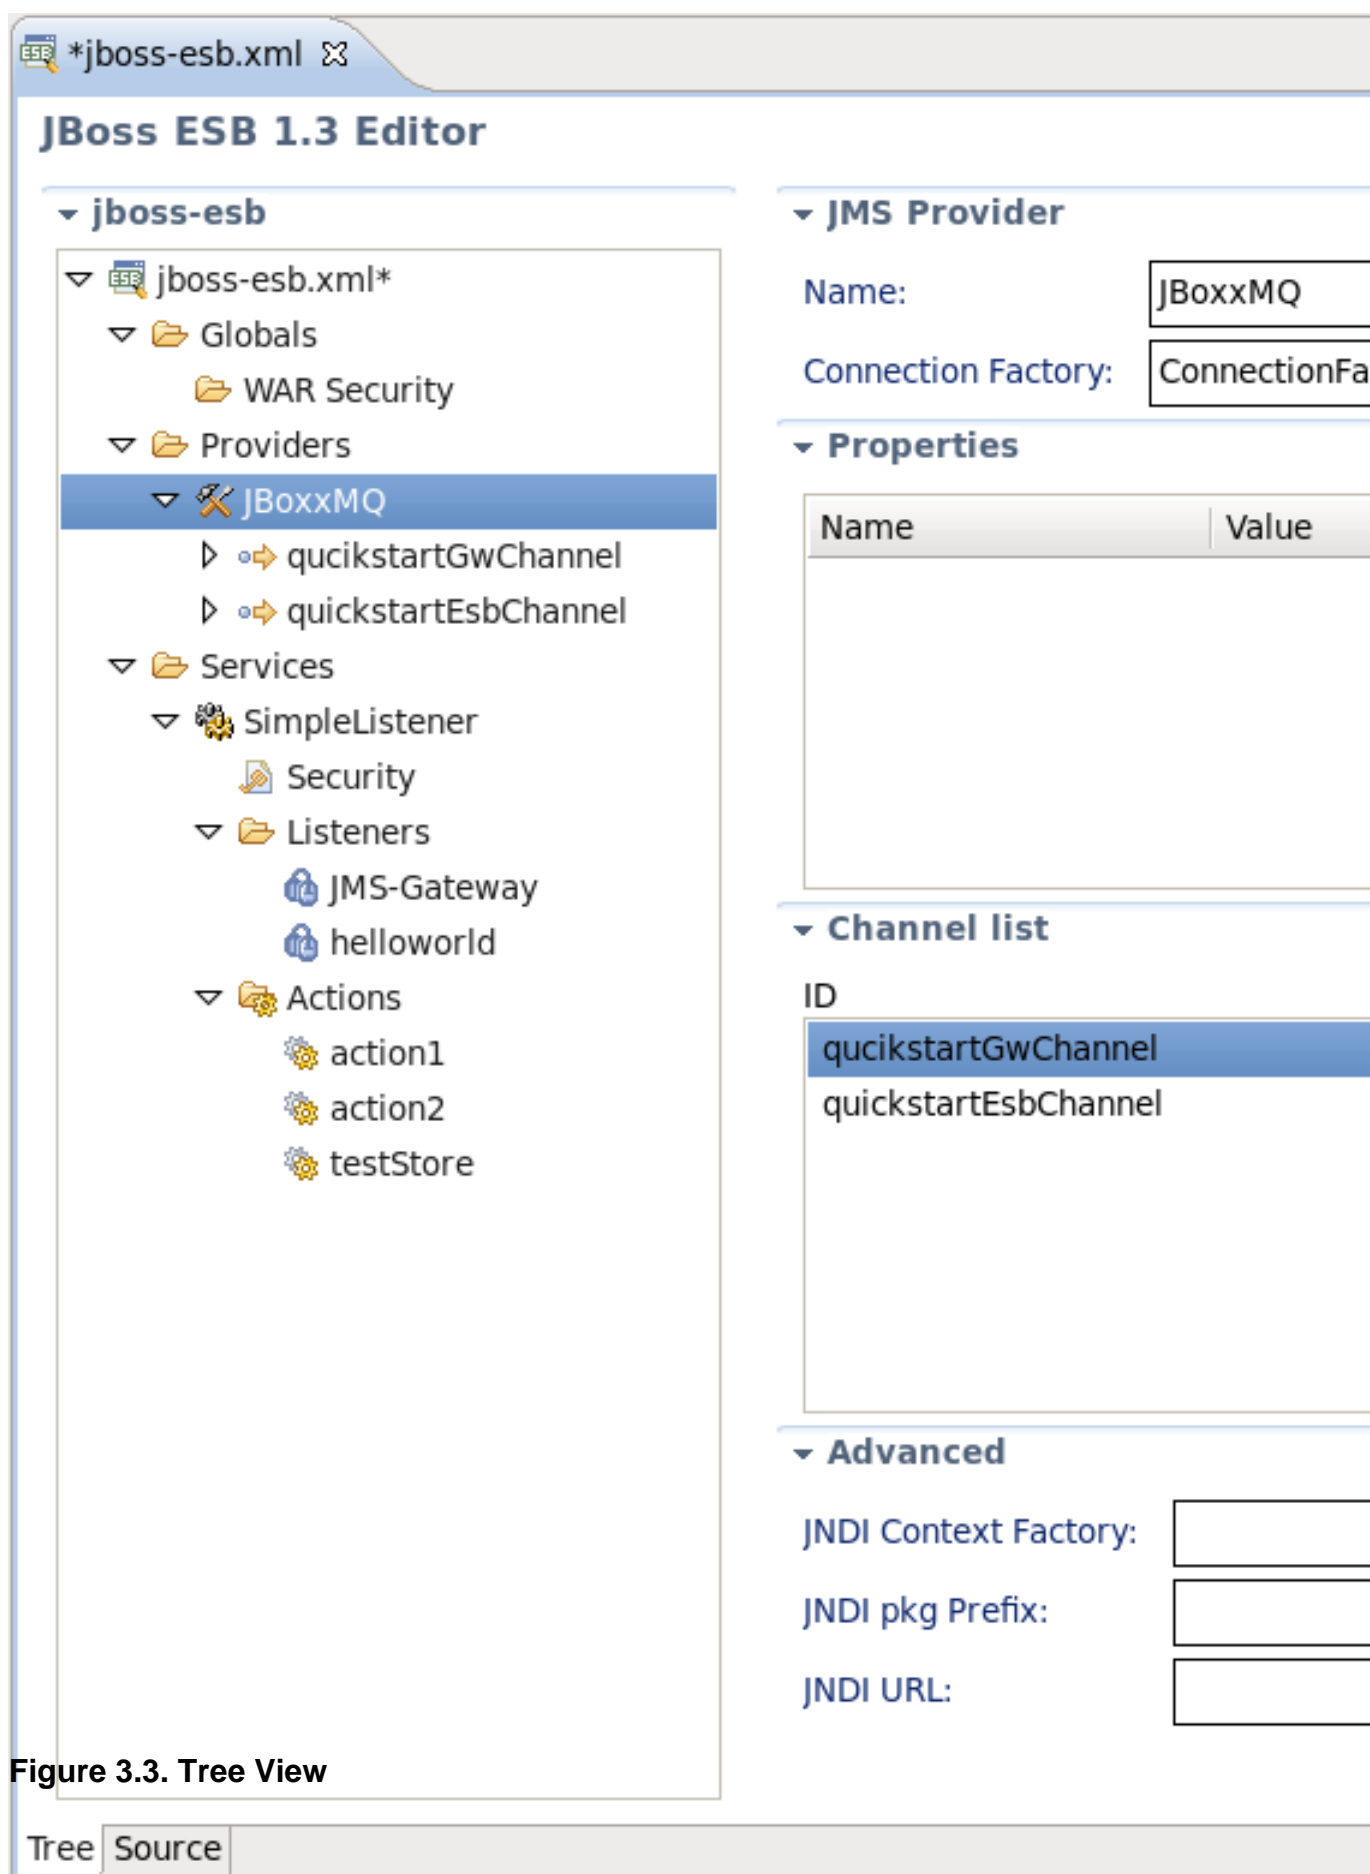 *jboss-esb.xml
JBoss ESB 1.3 Editor
jboss-esb
jboss-esb.xml*
Globals
WAR Security
Providers
JBoxxMQ
qucikstartGwChannel
quickstartEsbChannel
Services
SimpleListener
Security
Listeners
JMS-Gateway
helloworld
Actions
action1
action2
testStore
JMS Provider
Name: JBoxxMQ
Connection Factory: ConnectionFa
Properties
Name Value
Channel list
ID
qucikstartGwChannel
quickstartEsbChannel
Advanced
JNDI Context Factory:
JNDI pkg Prefix:
JNDI URL:
Figure 3.3. Tree View
Tree Source